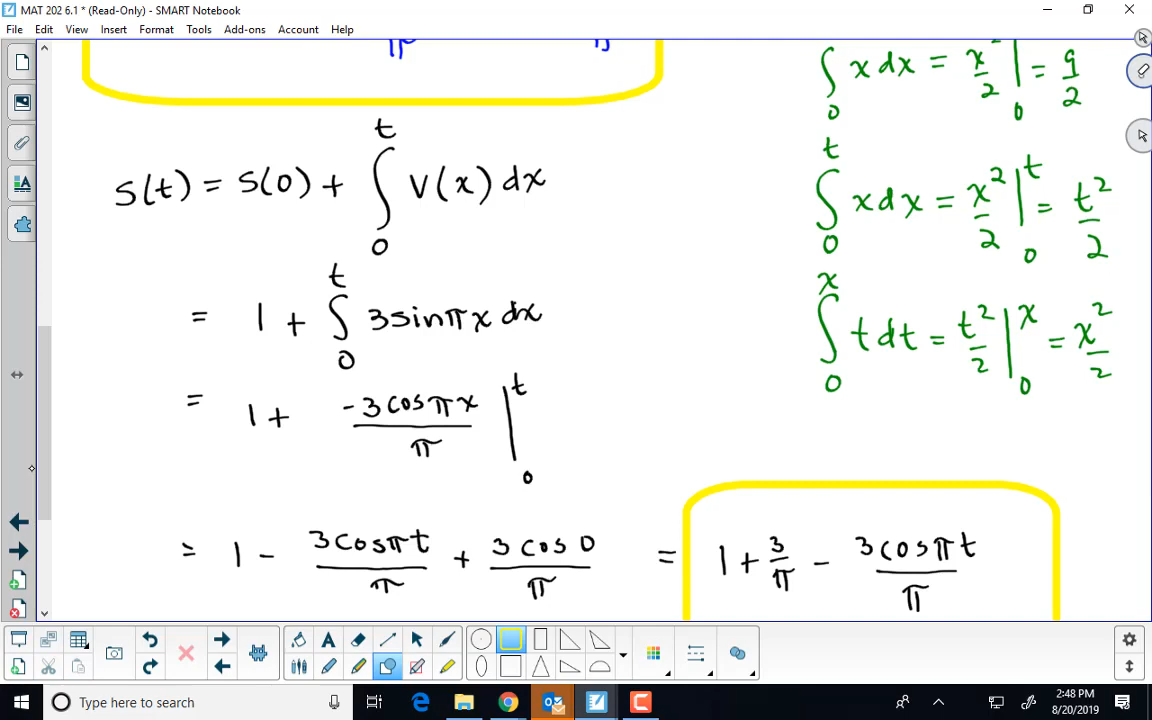 MAT 202 6.1 * (Read-Only) - SMART Notebook
File Edit View Insert Format Tools Add-ons Account Help
π π
S(t) = S(0) + ∫₀ᵗ V(x) dx
= 1 + ∫₀ᵗ 3sinπx dx
= 1 + -3cosπx/π |₀ᵗ
= 1 - 3cosπt/π + 3cos0/π = 1 + 3/π - 3cosπt/π
∫₀ x dx = x²/2 |₀ = 9/2
∫₀ᵗ x dx = x²/2 |₀ᵗ = t²/2
∫₀ˣ t dt = t²/2 |₀ˣ = x²/2
Type here to search
2:48 PM
8/20/2019